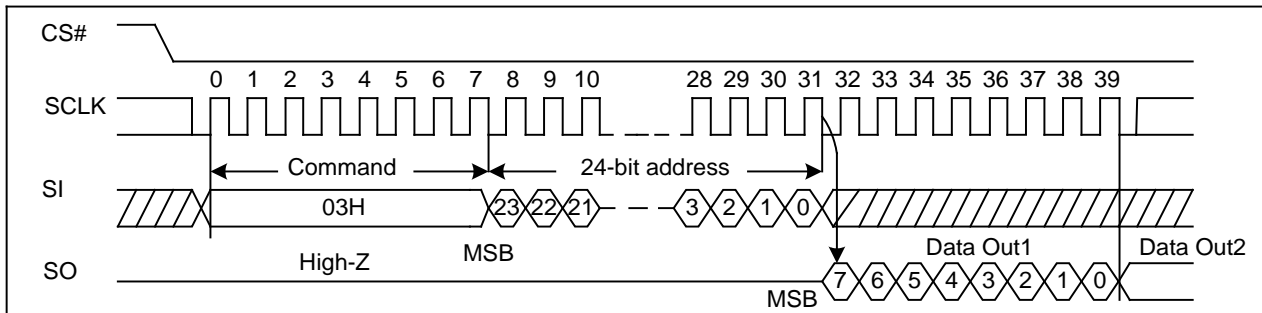 CS#
0 1 2 3 4 5 6 7 8 9 10 28 29 30 31 32 33 34 35 36 37 38 39
SCLK
Command 24-bit address
SI
03H 23 22 21 3 2 1 0
MSB Data Out1 Data Out2
High-Z
SO
7 6 5 4 3 2 1 0
MSB